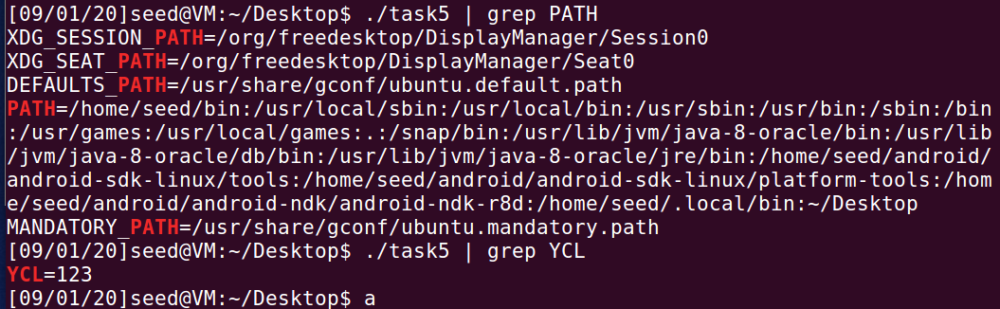 [09/01/20]seed@VM:~/Desktop$ ./task5 | grep PATH
XDG_SESSION_PATH=/org/freedesktop/DisplayManager/Session0
XDG_SEAT_PATH=/org/freedesktop/DisplayManager/Seat0
DEFAULTS_PATH=/usr/share/gconf/ubuntu.default.path
PATH=/home/seed/bin:/usr/local/sbin:/usr/local/bin:/usr/sbin:/usr/bin:/sbin:/bin
:/usr/games:/usr/local/games:.:/snap/bin:/usr/lib/jvm/java-8-oracle/bin:/usr/lib
/jvm/java-8-oracle/db/bin:/usr/lib/jvm/java-8-oracle/jre/bin:/home/seed/android/
android-sdk-linux/tools:/home/seed/android/android-sdk-linux/platform-tools:/hom
e/seed/android/android-ndk/android-ndk-r8d:/home/seed/.local/bin:~/Desktop
MANDATORY_PATH=/usr/share/gconf/ubuntu.mandatory.path
[09/01/20]seed@VM:~/Desktop$ ./task5 | grep YCL
YCL=123
[09/01/20]seed@VM:~/Desktop$ a